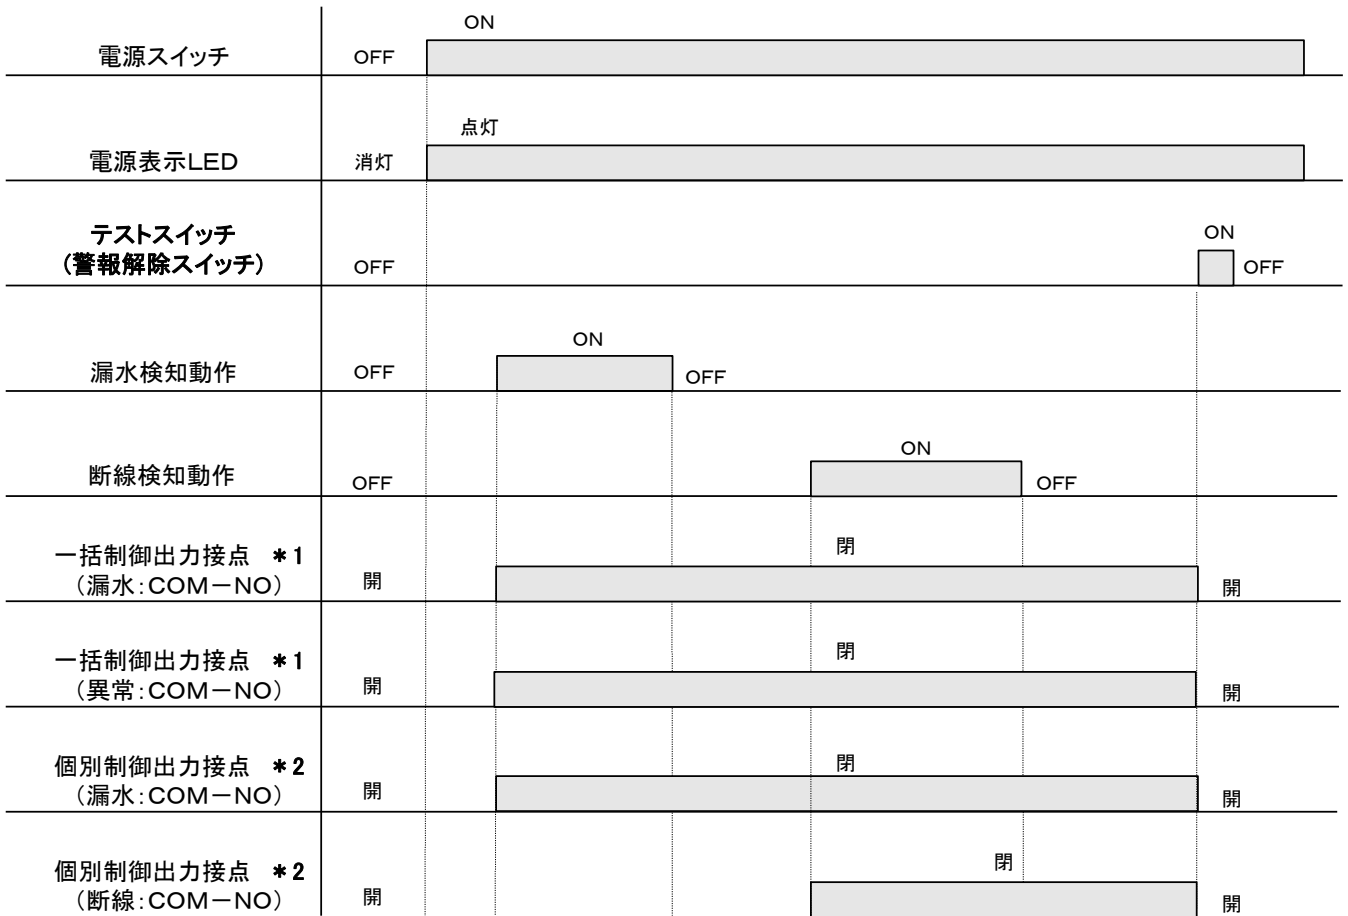 ON
電源スイッチ OFF
点灯
電源表示LED 消灯
テストスイッチ ON
（警報解除スイッチ） OFF OFF
ON
漏水検知動作 OFF OFF
ON
断線検知動作 OFF OFF
閉
一括制御出力接点 *1
（漏水：COM－NO） 開 開
閉
一括制御出力接点 *1
（異常：COM－NO） 開 開
個別制御出力接点 *2 閉
（漏水：COM－NO） 開 開
閉
個別制御出力接点 *2
（断線：COM－NO） 開 開